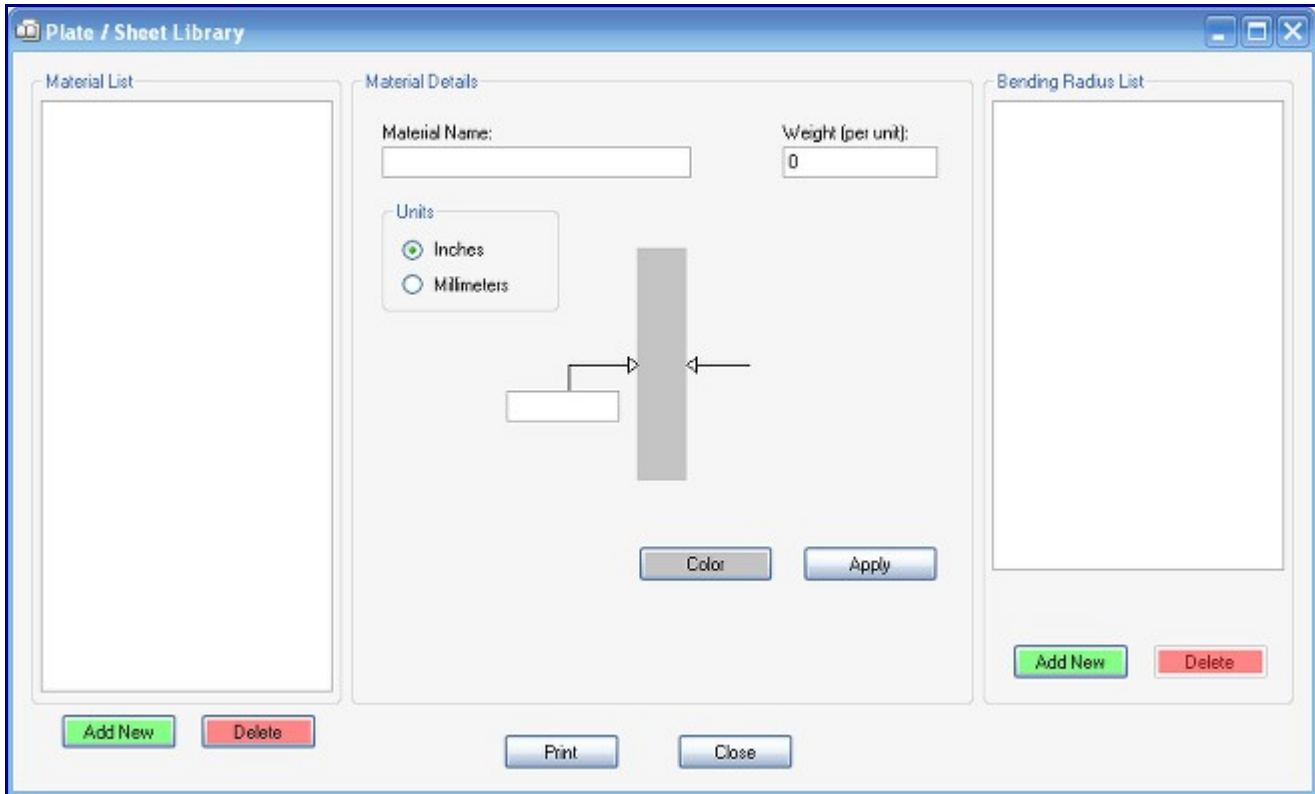 Plate / Sheet Library
Material List
Material Details
Bending Radius List
Material Name:
Weight (per unit):
0
Units
Inches
Millimeters
Color
Apply
Add New
Delete
Add New
Delete
Print
Close